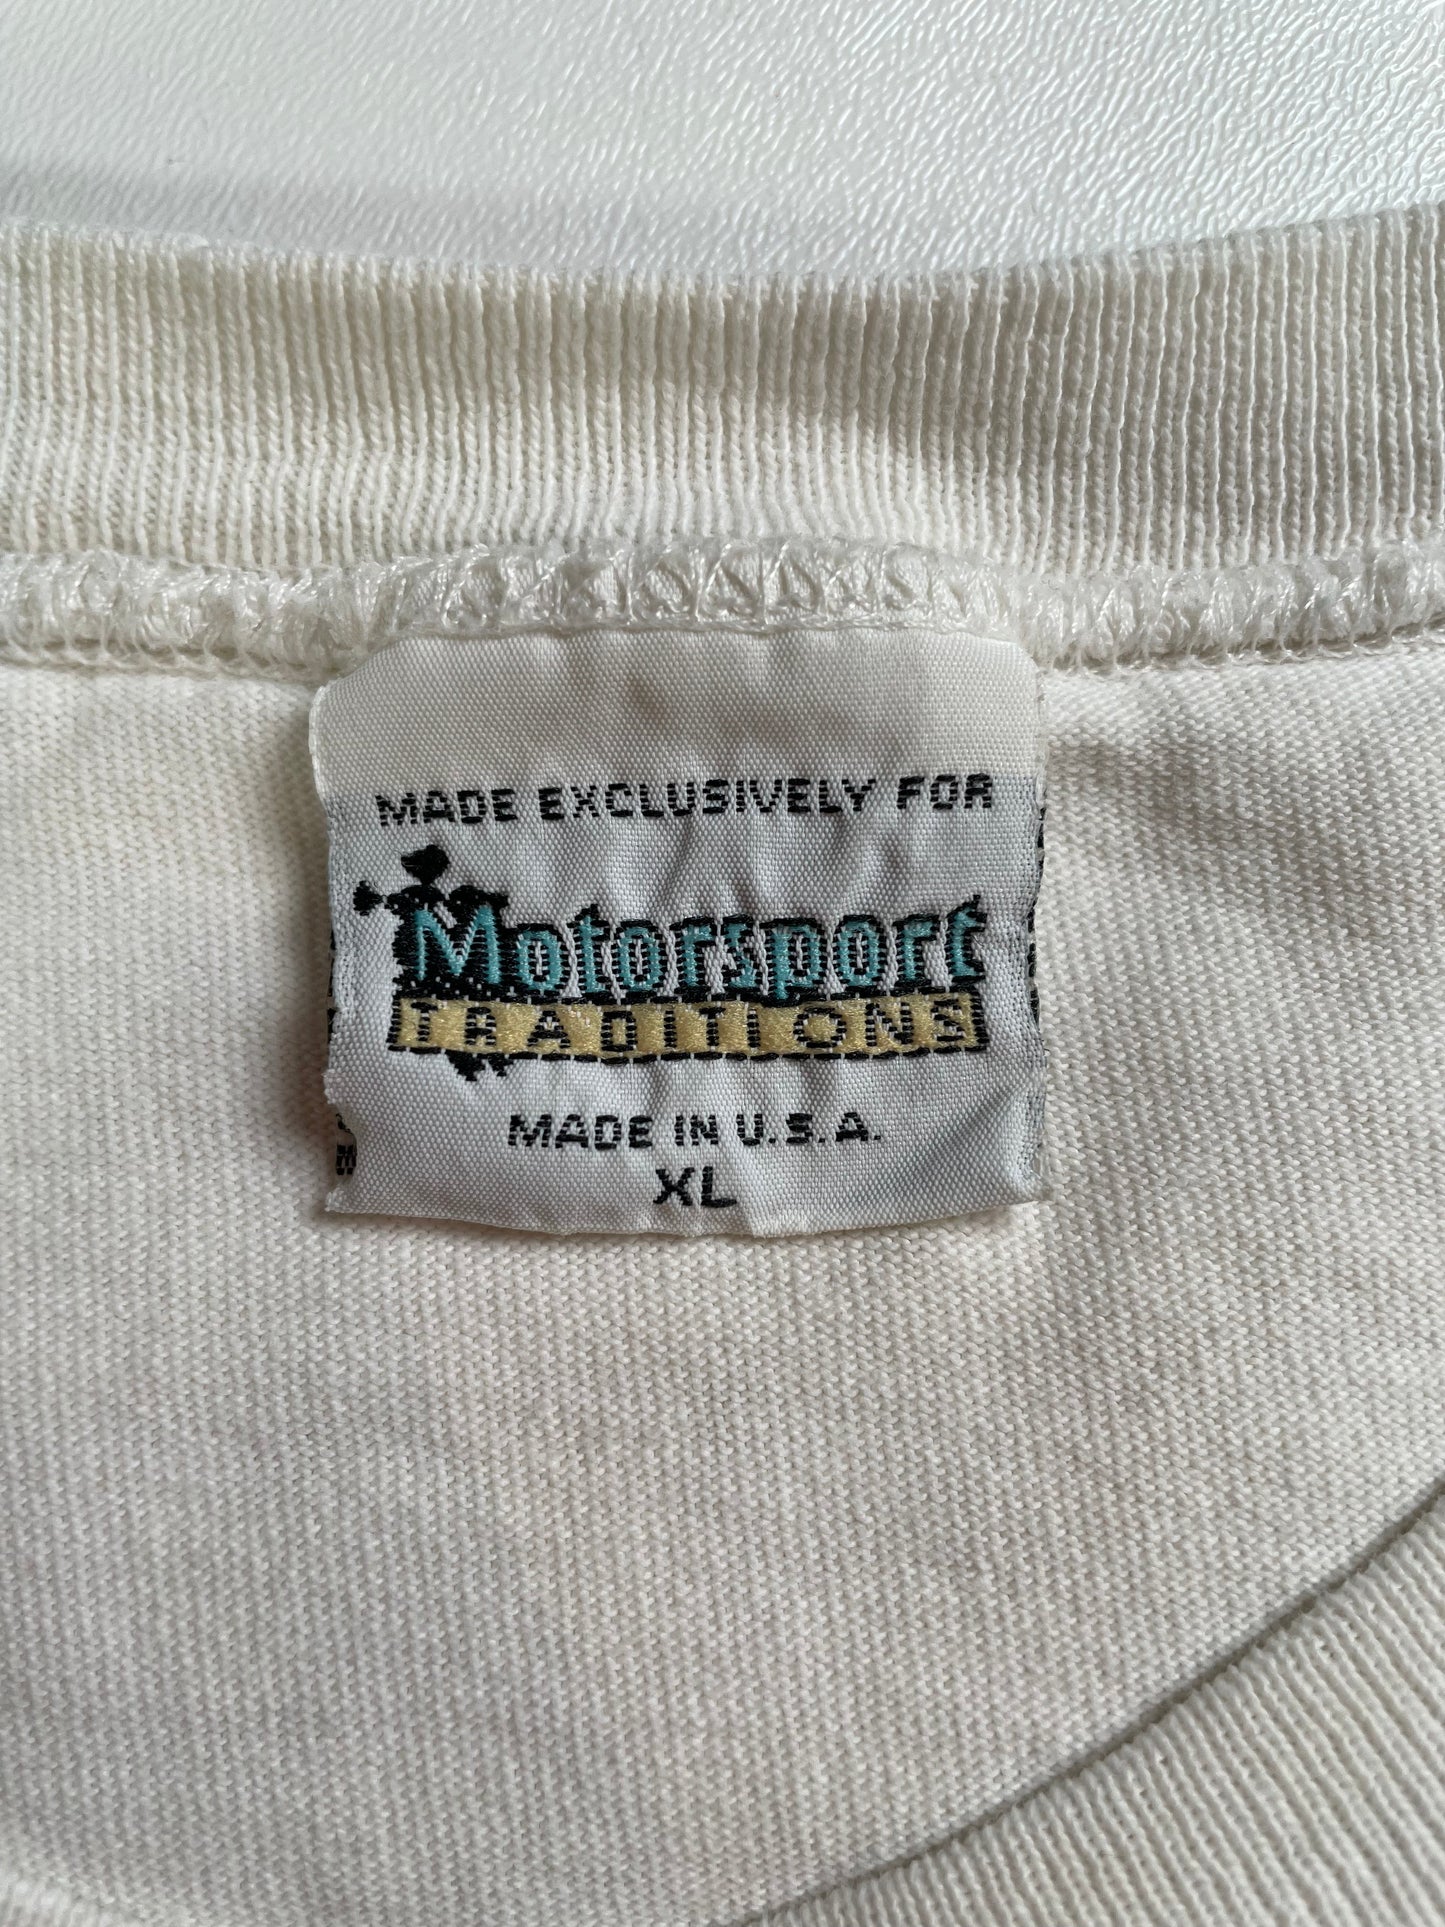 MADE EXCLUSIVELY FOR
Motorsport
TRADITIONS
MADE IN U.S.A.
XL